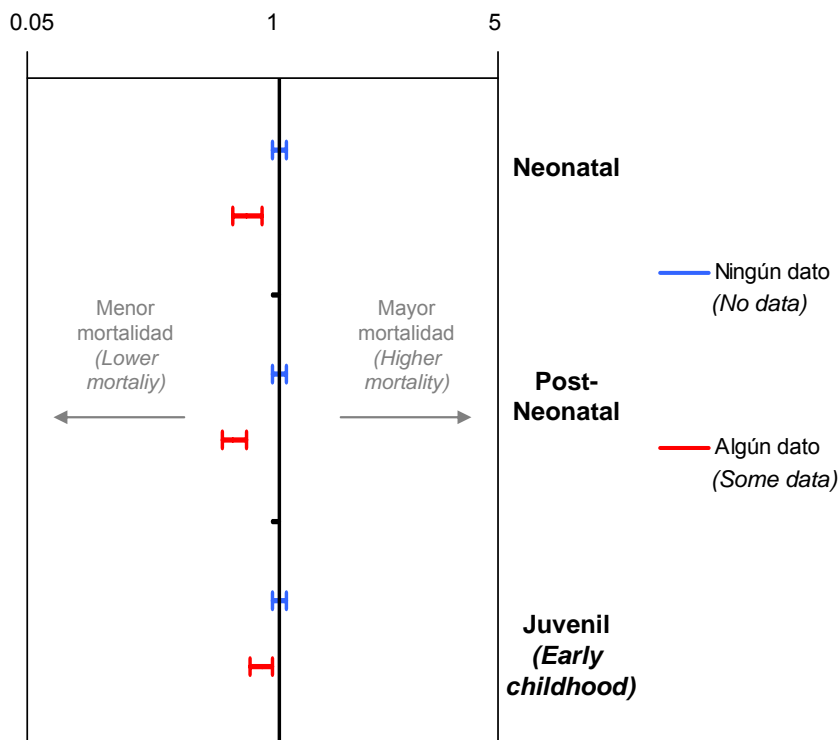 0.05 1 5
Neonatal
Ningún dato
(No data)
Menor
mortalidad
(Lower
mortaliy)
Mayor
mortalidad
(Higher
mortality)
Post-
Neonatal
Algún dato
(Some data)
Juvenil
(Early
childhood)